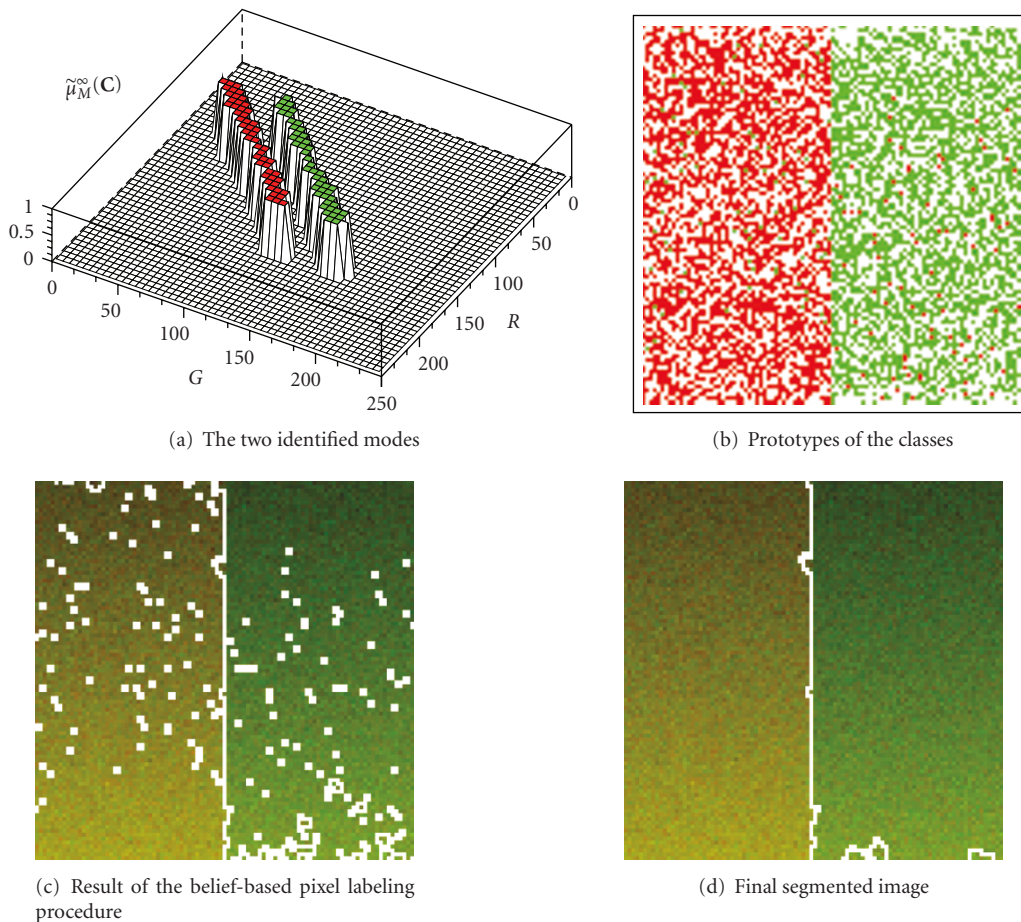 μ̃_M^∞(C)
1
0.5
0
0
50
100
150
200
250
G
0
50
100
150
200
R
(a) The two identified modes
(b) Prototypes of the classes
(c) Result of the belief-based pixel labeling
procedure
(d) Final segmented image